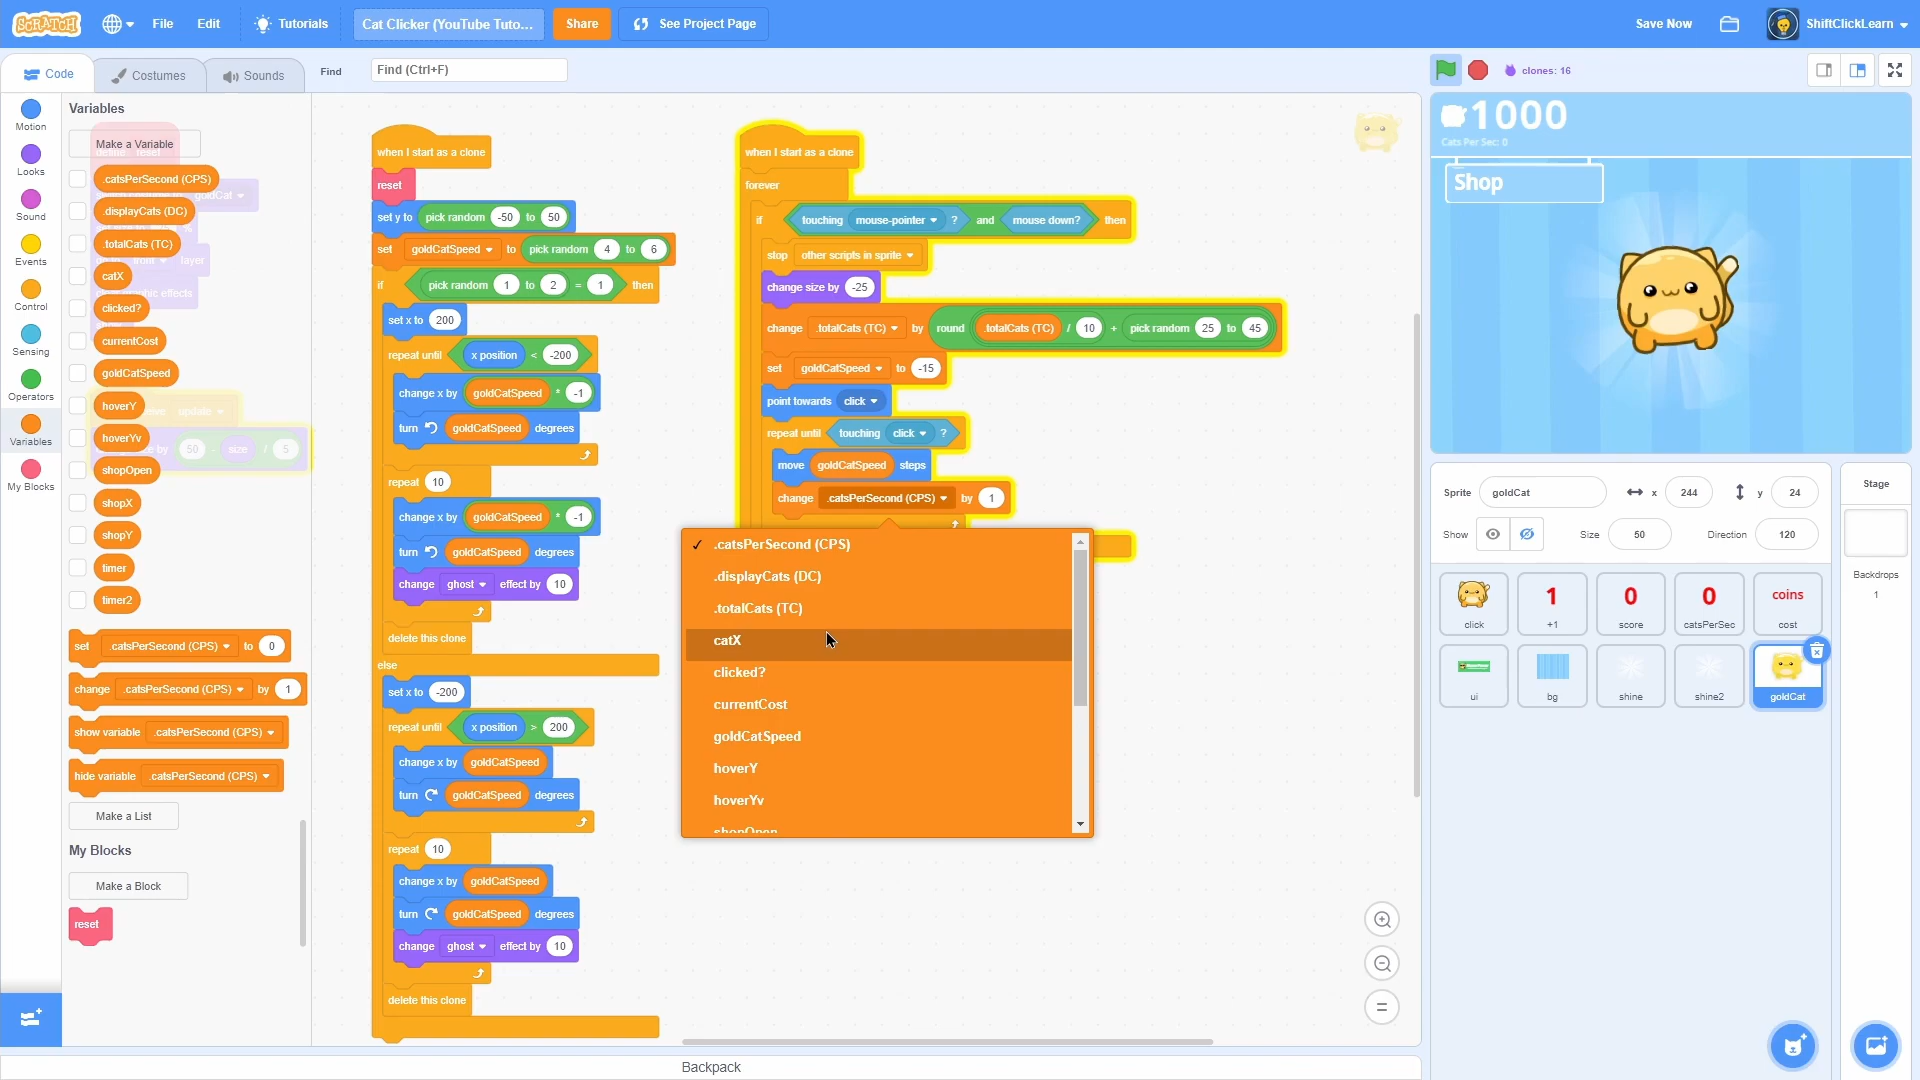 SCRATCH
File
Edit
Tutorials
Cat Clicker (YouTube Tuto...
Share
See Project Page
Save Now
ShiftClickLearn
Code
Costumes
Sounds
Find
Find (Ctrl+F)
clones: 16
Motion
Looks
Sound
Events
Control
Sensing
Operators
Variables
My Blocks
Variables
Make a Variable
.catsPerSecond (CPS)
.displayCats (DC)
.totalCats (TC)
catX
clicked?
currentCost
goldCatSpeed
hoverY
hoverYv
shopOpen
shopX
shopY
timer
timer2
set .catsPerSecond (CPS) to 0
change .catsPerSecond (CPS) by 1
show variable .catsPerSecond (CPS)
hide variable .catsPerSecond (CPS)
Make a List
My Blocks
Make a Block
reset
when I start as a clone
reset
set y to pick random -50 to 50
set goldCatSpeed to pick random 4 to 6
if pick random 1 to 2 = 1 then
set x to 200
repeat until x position < -200
change x by goldCatSpeed * -1
turn goldCatSpeed degrees
repeat 10
change x by goldCatSpeed * -1
turn goldCatSpeed degrees
change ghost effect by 10
delete this clone
else
set x to -200
repeat until x position > 200
change x by goldCatSpeed
turn goldCatSpeed degrees
repeat 10
change x by goldCatSpeed
turn goldCatSpeed degrees
change ghost effect by 10
delete this clone
when I start as a clone
forever
if touching mouse-pointer ? and mouse down? then
stop other scripts in sprite
change size by -25
change .totalCats (TC) by round .totalCats (TC) / 10 + pick random 25 to 45
set goldCatSpeed to -15
point towards click
repeat until touching click ?
move goldCatSpeed steps
change .catsPerSecond (CPS) by 1
✓ .catsPerSecond (CPS)
.displayCats (DC)
.totalCats (TC)
catX
clicked?
currentCost
goldCatSpeed
hoverY
hoverYv
shopOpen
Backpack
1000
Cats Per Sec: 0
Shop
Sprite goldCat x 244 y 24
Show Size 50 Direction 120
click
1
+1
0
score
0
catsPerSec
coins
cost
ui
bg
shine
shine2
goldCat
Stage
Backdrops
1